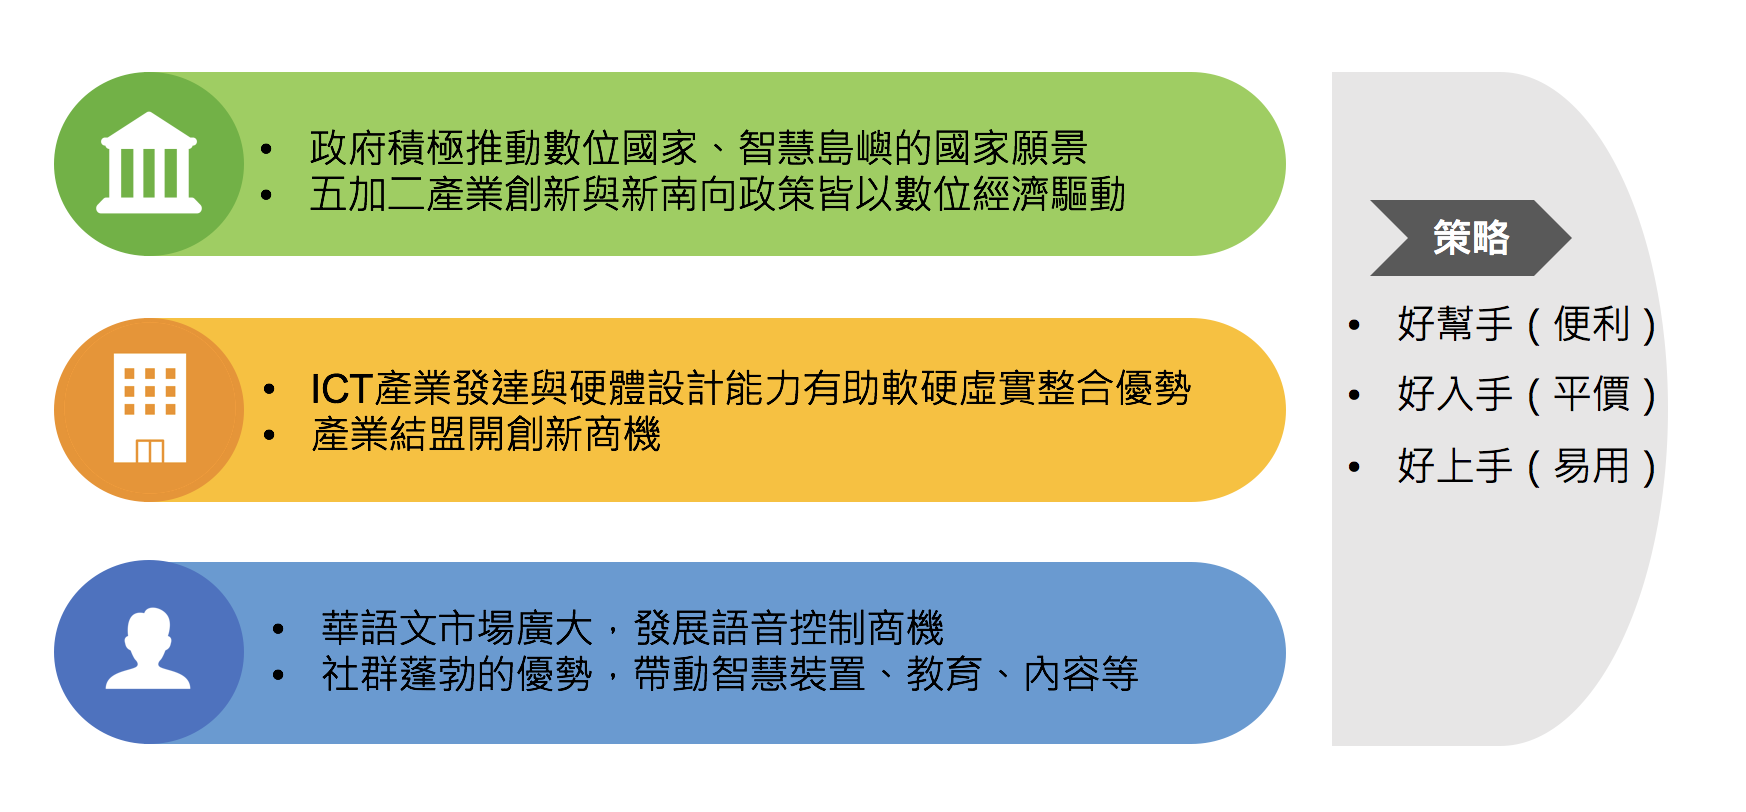 • 政府積極推動數位國家、智慧島嶼的國家願景
• 五加二產業創新與新南向政策皆以數位經濟驅動
• ICT產業發達與硬體設計能力有助軟硬虛實整合優勢
• 產業結盟開創新商機
• 華語文市場廣大，發展語音控制商機
• 社群蓬勃的優勢，帶動智慧裝置、教育、內容等
策略
• 好幫手（便利）
• 好入手（平價）
• 好上手（易用）